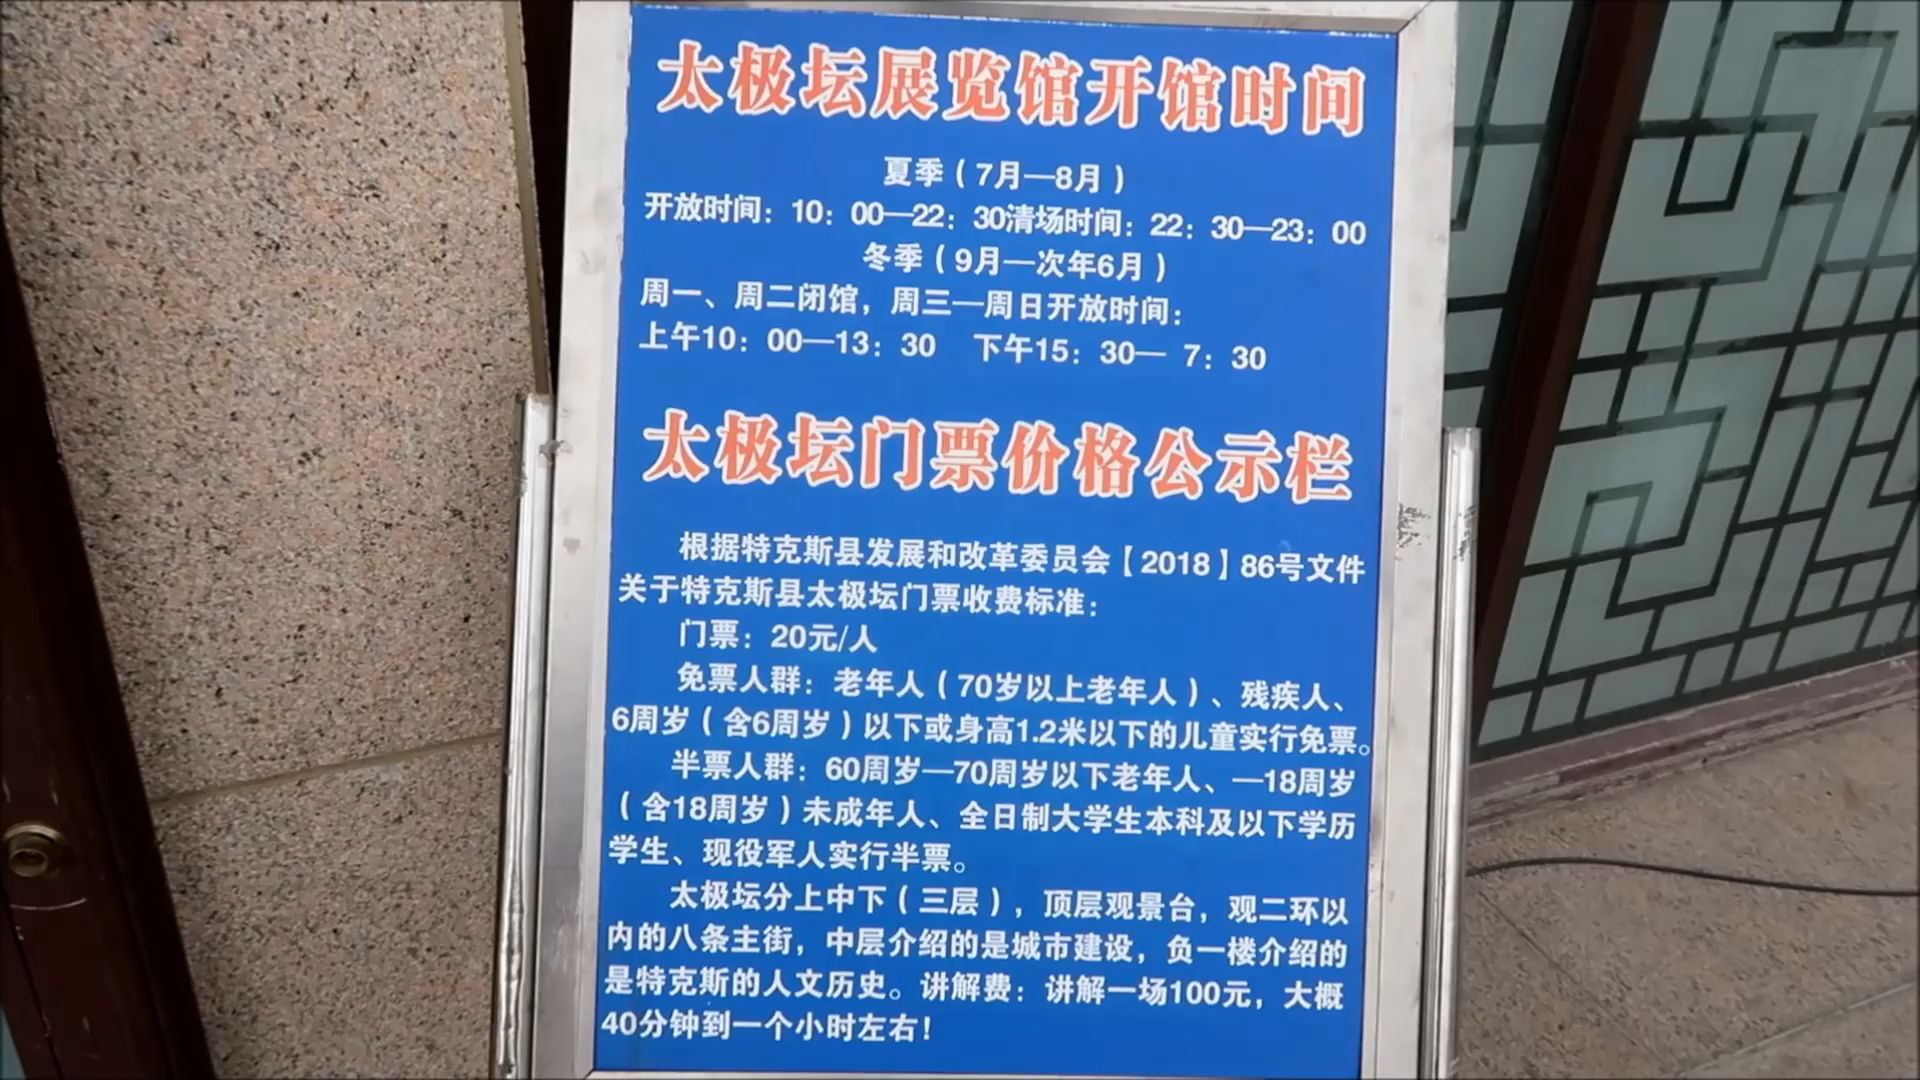 太极坛展览馆开馆时间
夏季（7月—8月）
开放时间：10：00—22：30清场时间：22：30—23：00
冬季（9月—次年6月）
周一、周二闭馆，周三—周日开放时间：
上午10：00—13：30 下午15：30— 7：30
太极坛门票价格公示栏
根据特克斯县发展和改革委员会【2018】86号文件
关于特克斯县太极坛门票收费标准：
门票：20元/人
免票人群：老年人（70岁以上老年人）、残疾人、
6周岁（含6周岁）以下或身高1.2米以下的儿童实行免票。
半票人群：60周岁—70周岁以下老年人、—18周岁
（含18周岁）未成年人、全日制大学生本科及以下学历
学生、现役军人实行半票。
太极坛分上中下（三层），顶层观景台，观二环以
内的八条主街，中层介绍的是城市建设，负一楼介绍的
是特克斯的人文历史。讲解费：讲解一场100元，大概
40分钟到一个小时左右！